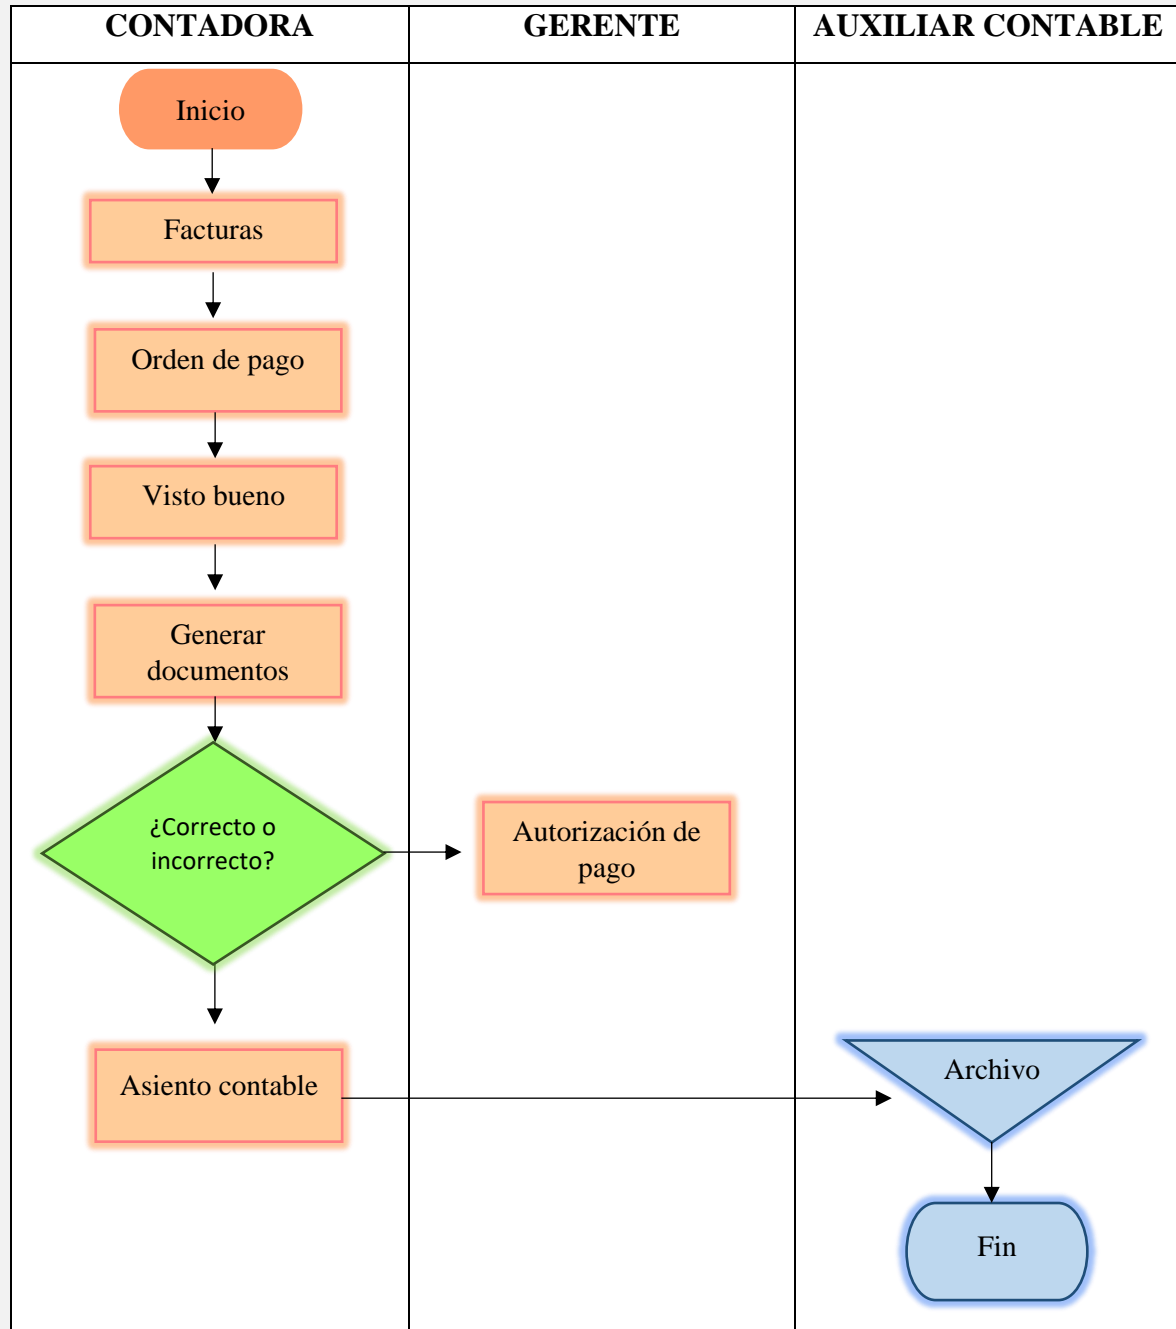 CONTADORA
GERENTE
AUXILIAR CONTABLE
Inicio
Facturas
Orden de pago
Visto bueno
Generar
documentos
¿Correcto o
incorrecto?
Autorización de
pago
Asiento contable
Archivo
Fin